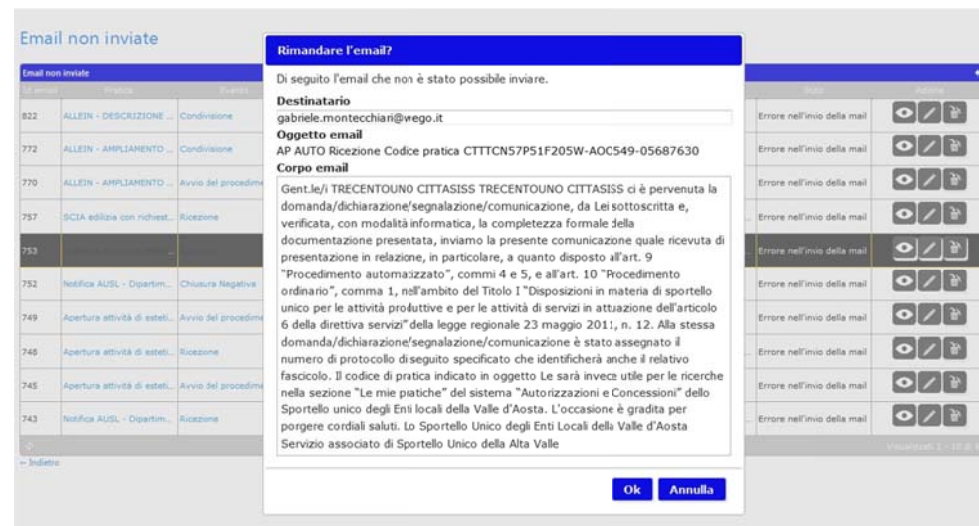 Email non inviate
Email non inviate
Id email Pratica Evento Stato Azione
822 ALLEIN - DESCRIZIONE ... Condivisione Errore nell'invio della mail
772 ALLEIN - AMPLIAMENTO ... Condivisione Errore nell'invio della mail
770 ALLEIN - AMPLIAMENTO ... Avvio del procedime Errore nell'invio della mail
757 SCIA edilizia con richiest... Ricezione ... Errore nell'invio della mail
753 ... Errore nell'invio della mail
752 Notifica AUSL - Dipartim... Chiusura Negativa Errore nell'invio della mail
749 Apertura attività di esteti... Avvio del procedime Errore nell'invio della mail
748 Apertura attività di esteti... Ricezione Errore nell'invio della mail
745 Apertura attività di esteti... Avvio del procedime Errore nell'invio della mail
743 Notifica AUSL - Dipartim... Ricezione Errore nell'invio della mail
← Indietro
Rimandare l'email?
Di seguito l'email che non è stato possibile inviare.
Destinatario
gabriele.montecchiari@wego.it
Oggetto email
AP AUTO Ricezione Codice pratica CTTTCN57P51F205W-AOC549-05687630
Corpo email
Gent.le/i TRECENTOUNO CITTASISS TRECENTOUNO CITTASISS ci è pervenuta la
domanda/dichiarazione/segnalazione/comunicazione, da Lei sottoscritta e,
verificata, con modalità informatica, la completezza formale della
documentazione presentata, inviamo la presente comunicazione quale ricevuta di
presentazione in relazione, in particolare, a quanto disposto all'art. 9
"Procedimento automatizzato", commi 4 e 5, e all'art. 10 "Procedimento
ordinario", comma 1, nell'ambito del Titolo I "Disposizioni in materia di sportello
unico per le attività produttive e per le attività di servizi in attuazione dell'articolo
6 della direttiva servizi" della legge regionale 23 maggio 2011, n. 12. Alla stessa
domanda/dichiarazione/segnalazione/comunicazione è stato assegnato il
numero di protocollo di seguito specificato che identificherà anche il relativo
fascicolo. Il codice di pratica indicato in oggetto Le sarà invece utile per le ricerche
nella sezione "Le mie patiche" del sistema "Autorizzazioni e Concessioni" dello
Sportello unico degli Enti locali della Valle d'Aosta. L'occasione è gradita per
porgere cordiali saluti. Lo Sportello Unico degli Enti Locali della Valle d'Aosta
Servizio associato di Sportello Unico della Alta Valle
Ok Annulla